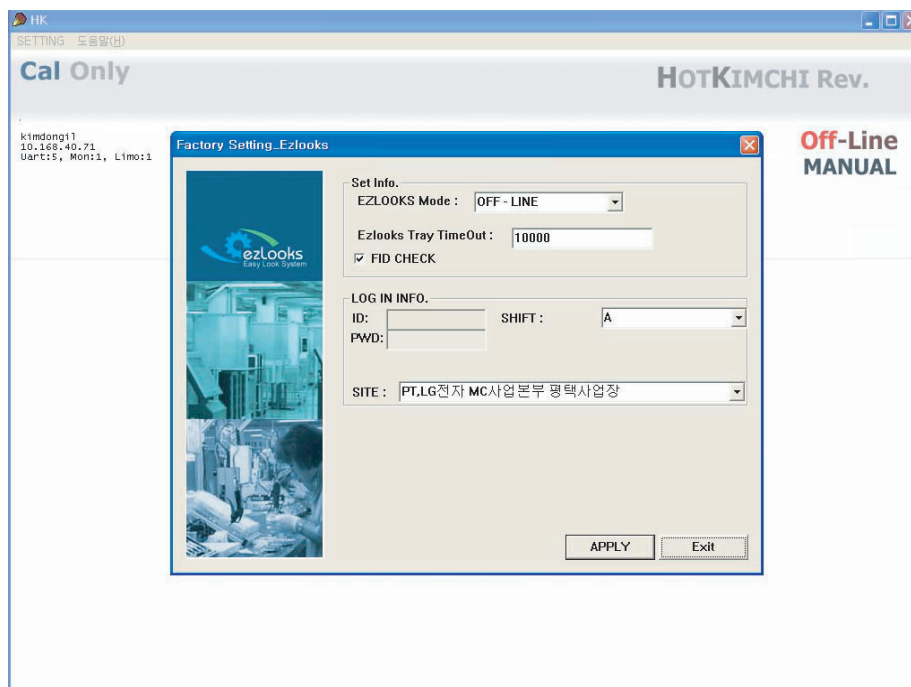 HK
SETTING 도움말(H)
Cal Only
HOTKIMCHI Rev.
kimdongil
10.168.40.71
Uart:5, Mon:1, Limo:1
Off-Line
MANUAL
Factory Setting_Ezlooks
ezLooks
Easy Look System
Set Info.
EZLOOKS Mode : OFF - LINE
Ezlooks Tray TimeOut : 10000
FID CHECK
LOG IN INFO.
ID: SHIFT : A
PWD:
SITE : PT,LG전자 MC사업본부 평택사업장
APPLY Exit